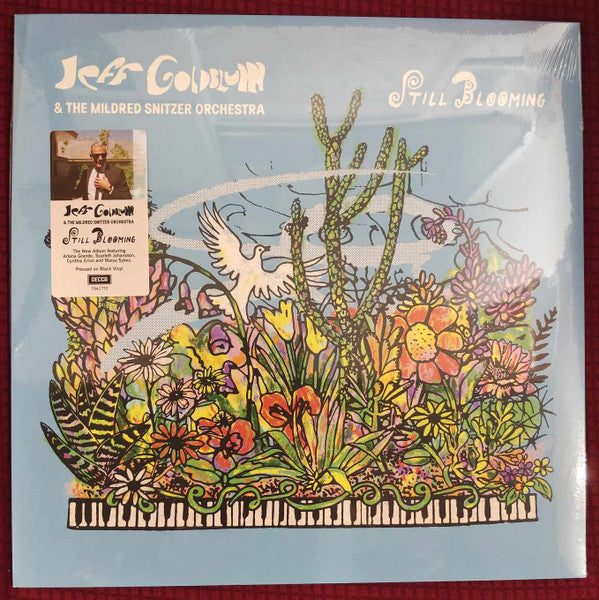 Jeff Goldblum
& THE MILDRED SNITZER ORCHESTRA
Still Blooming
Jeff Goldblum
& THE MILDRED SNITZER ORCHESTRA
Still Blooming
The New Album featuring
Ariana Grande, Scarlett Johansson,
Cynthia Erivo and Maiya Sykes.
Pressed on Black Vinyl
DECCA